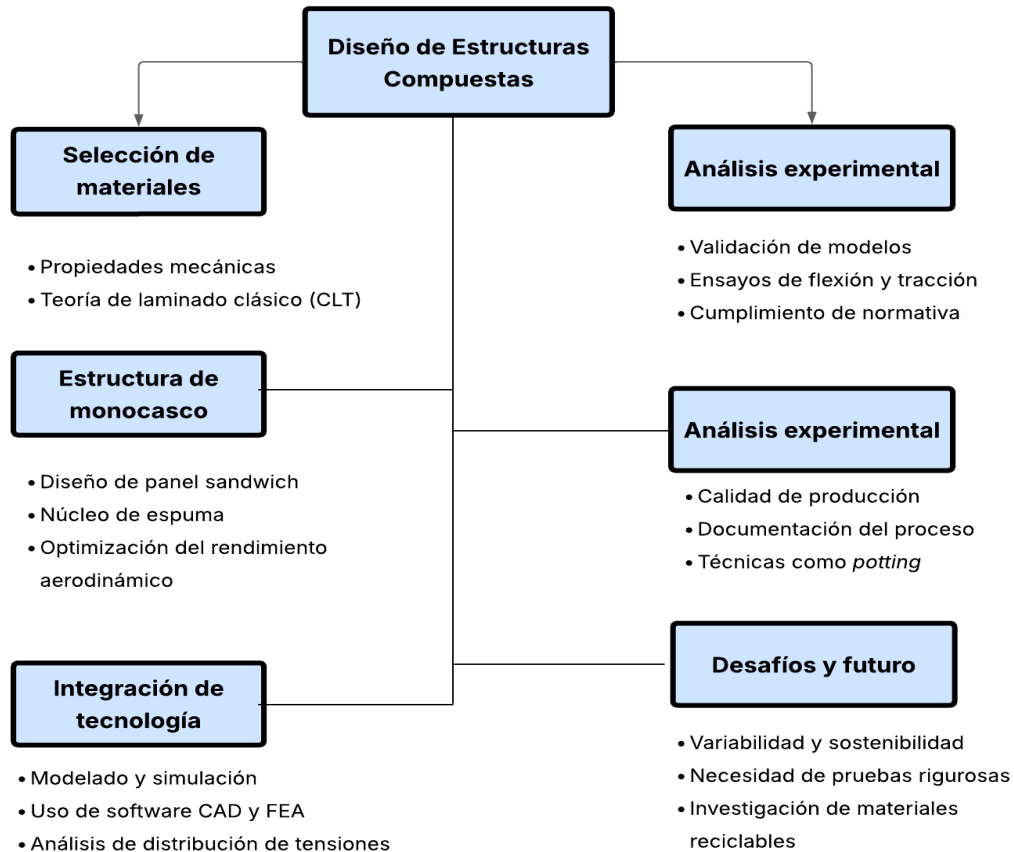 Diseño de Estructuras
Compuestas
Selección de
materiales
• Propiedades mecánicas
• Teoría de laminado clásico (CLT)
Estructura de
monocasco
• Diseño de panel sandwich
• Núcleo de espuma
• Optimización del rendimiento
aerodinámico
Integración de
tecnología
• Modelado y simulación
• Uso de software CAD y FEA
• Análisis de distribución de tensiones
Análisis experimental
• Validación de modelos
• Ensayos de flexión y tracción
• Cumplimiento de normativa
Análisis experimental
• Calidad de producción
• Documentación del proceso
• Técnicas como potting
Desafíos y futuro
• Variabilidad y sostenibilidad
• Necesidad de pruebas rigurosas
• Investigación de materiales
reciclables